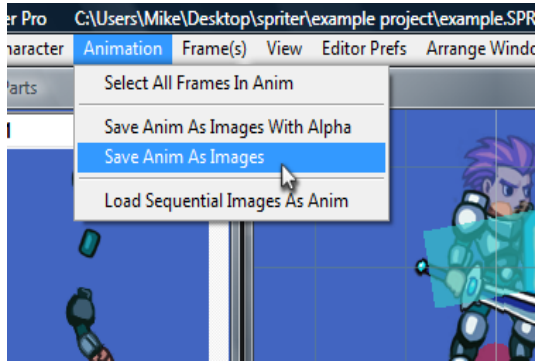 er Pro C:\Users\Mike\Desktop\spriter\example project\example.SPR
haracter Animation Frame(s) View Editor Prefs Arrange Windo
Parts
Select All Frames In Anim
Save Anim As Images With Alpha
Save Anim As Images
Load Sequential Images As Anim